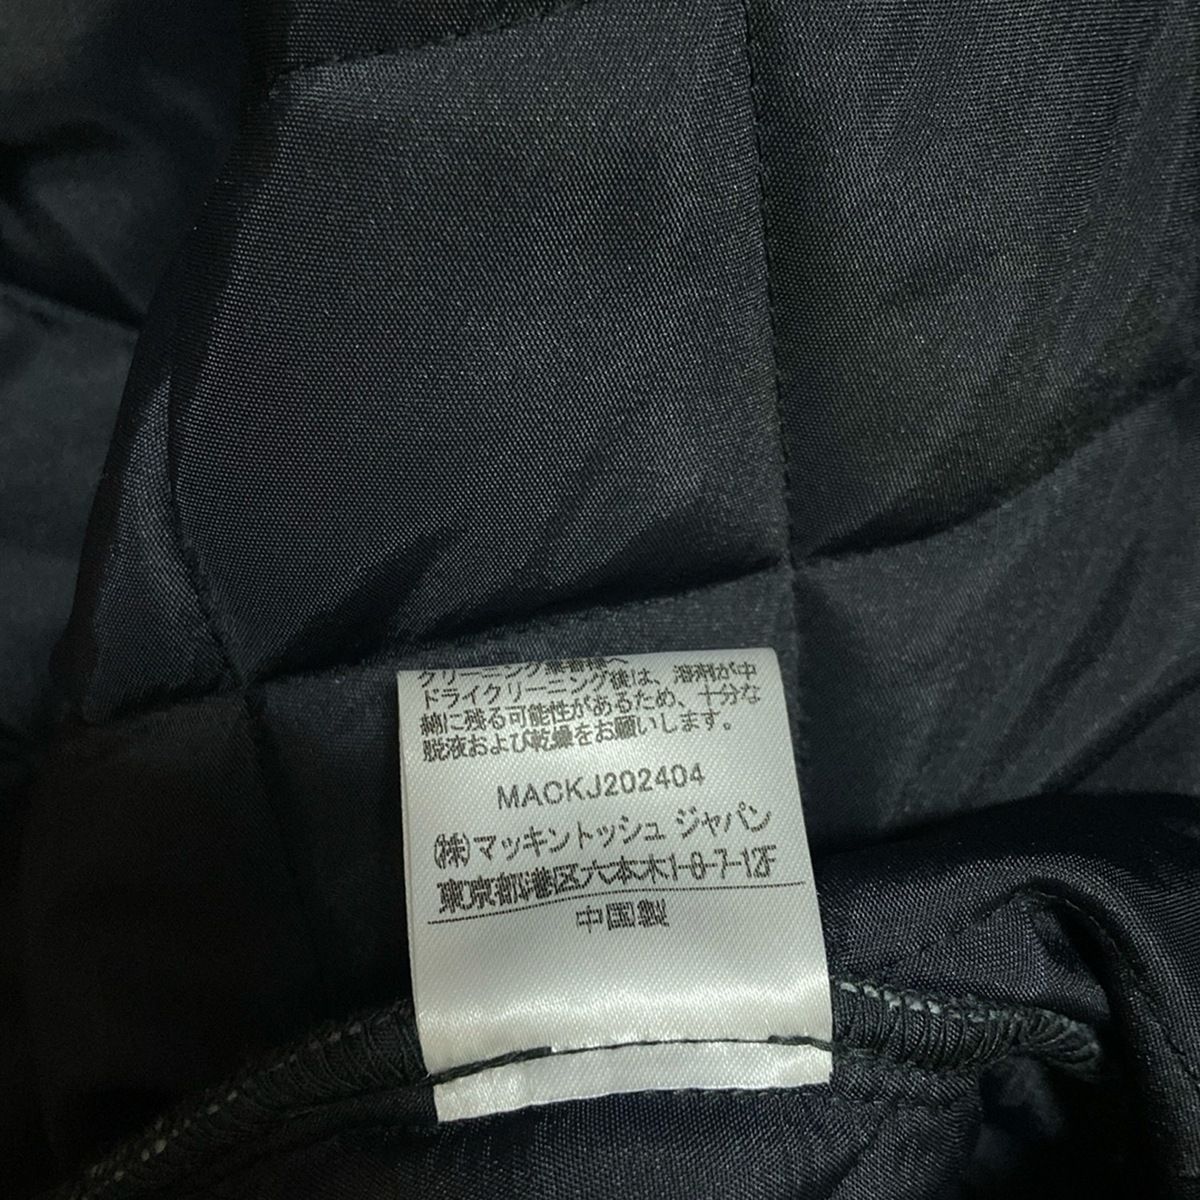 クリーニング業者様へ
ドライクリーニング後は、溶剤が中
綿に残る可能性があるため、十分な
脱液および乾燥をお願いします。
MACKJ202404
(株)マッキントッシュ ジャパン
東京都港区六本木1-8-7-12F
中国製